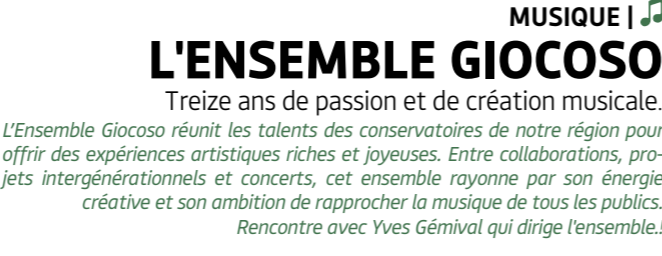 MUSIQUE |
L'ENSEMBLE GIOCOSO
Treize ans de passion et de création musicale.
L'Ensemble Giocoso réunit les talents des conservatoires de notre région pour
offrir des expériences artistiques riches et joyeuses. Entre collaborations, pro-
jets intergénérationnels et concerts, cet ensemble rayonne par son énergie
créative et son ambition de rapprocher la musique de tous les publics.
Rencontre avec Yves Gémival qui dirige l'ensemble.!